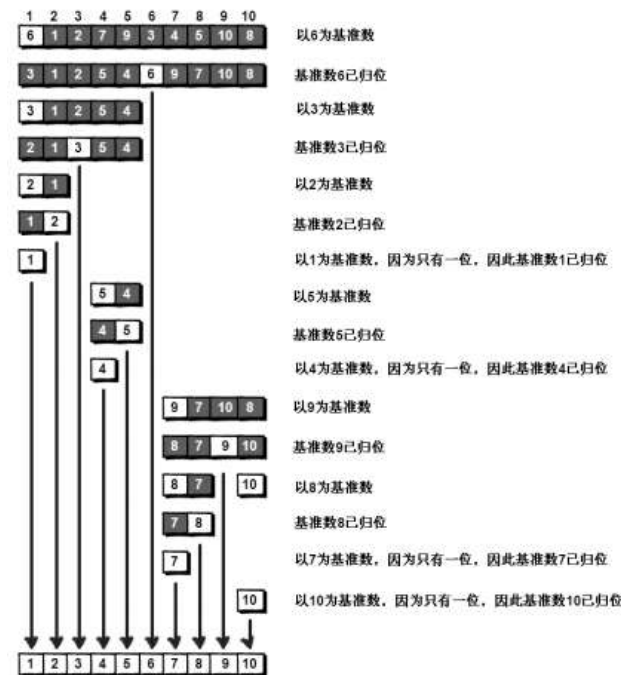 1 2 3 4 5 6 7 8 9 10
6 1 2 7 9 3 4 5 10 8 以6为基准数
3 1 2 5 4 6 9 7 10 8 基准数6已归位
3 1 2 5 4 以3为基准数
2 1 3 5 4 基准数3已归位
2 1 以2为基准数
1 2 基准数2已归位
1 以1为基准数，因为只有一位，因此基准数1已归位
5 4 以5为基准数
4 5 基准数5已归位
4 以4为基准数，因为只有一位，因此基准数4已归位
9 7 10 8 以9为基准数
8 7 9 10 基准数9已归位
8 7 10 以8为基准数
7 8 基准数8已归位
7 以7为基准数，因为只有一位，因此基准数7已归位
10 以10为基准数，因为只有一位，因此基准数10已归位
1 2 3 4 5 6 7 8 9 10